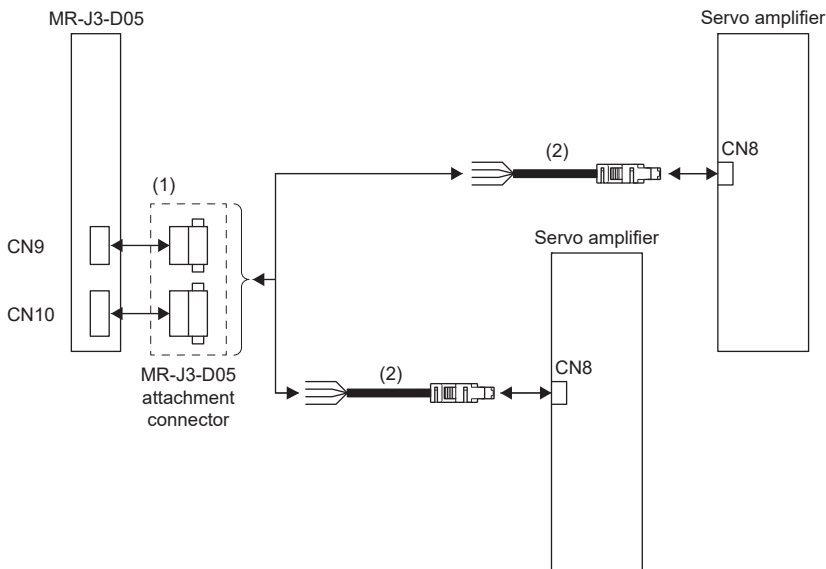 MR-J3-D05
Servo amplifier
(2)
CN8
(1)
CN9
CN10
Servo amplifier
MR-J3-D05
attachment
connector
(2)
CN8